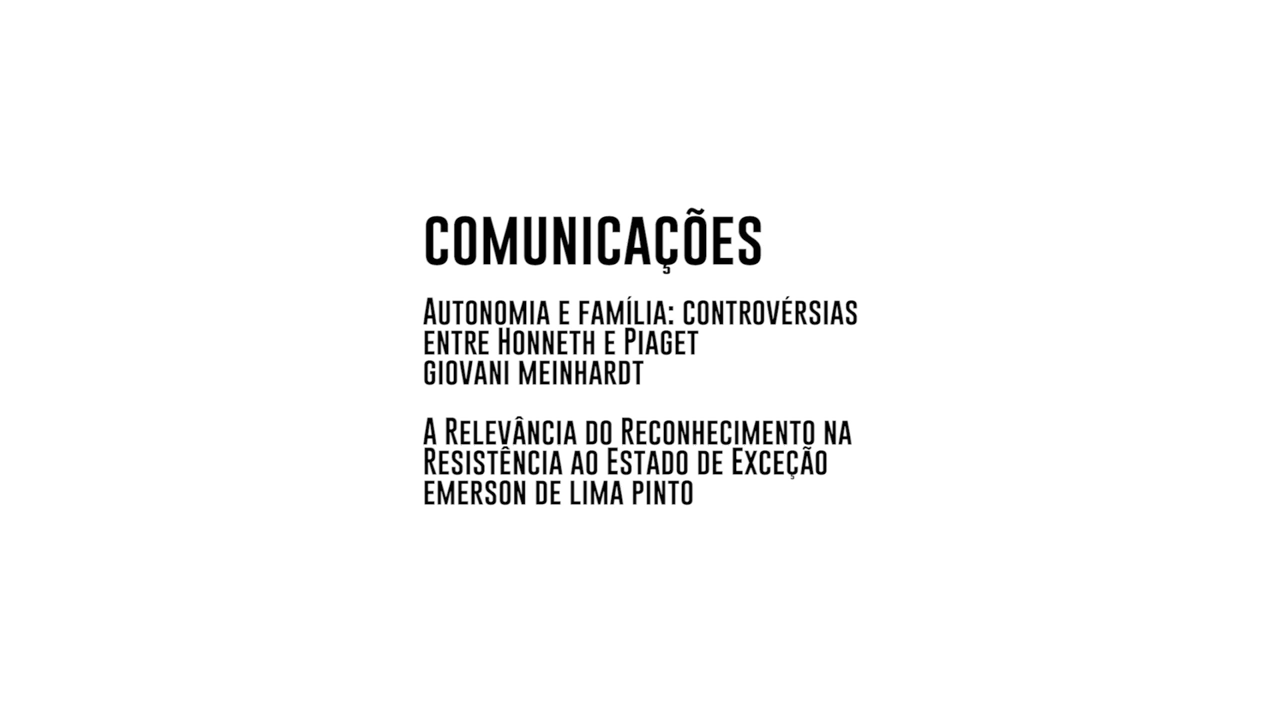 COMUNICAÇÕES
AUTONOMIA E FAMÍLIA: CONTROVÉRSIAS
ENTRE HONNETH E PIAGET
GIOVANI MEINHARDT
A RELEVÂNCIA DO RECONHECIMENTO NA
RESISTÊNCIA AO ESTADO DE EXCEÇÃO
EMERSON DE LIMA PINTO